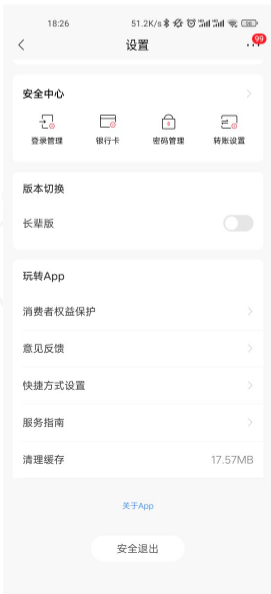 18:26 51.2K/s
设置
99
安全中心
登录管理 银行卡 密码管理 转账设置
版本切换
长辈版
玩转App
消费者权益保护
意见反馈
快捷方式设置
服务指南
清理缓存 17.57MB
关于App
安全退出